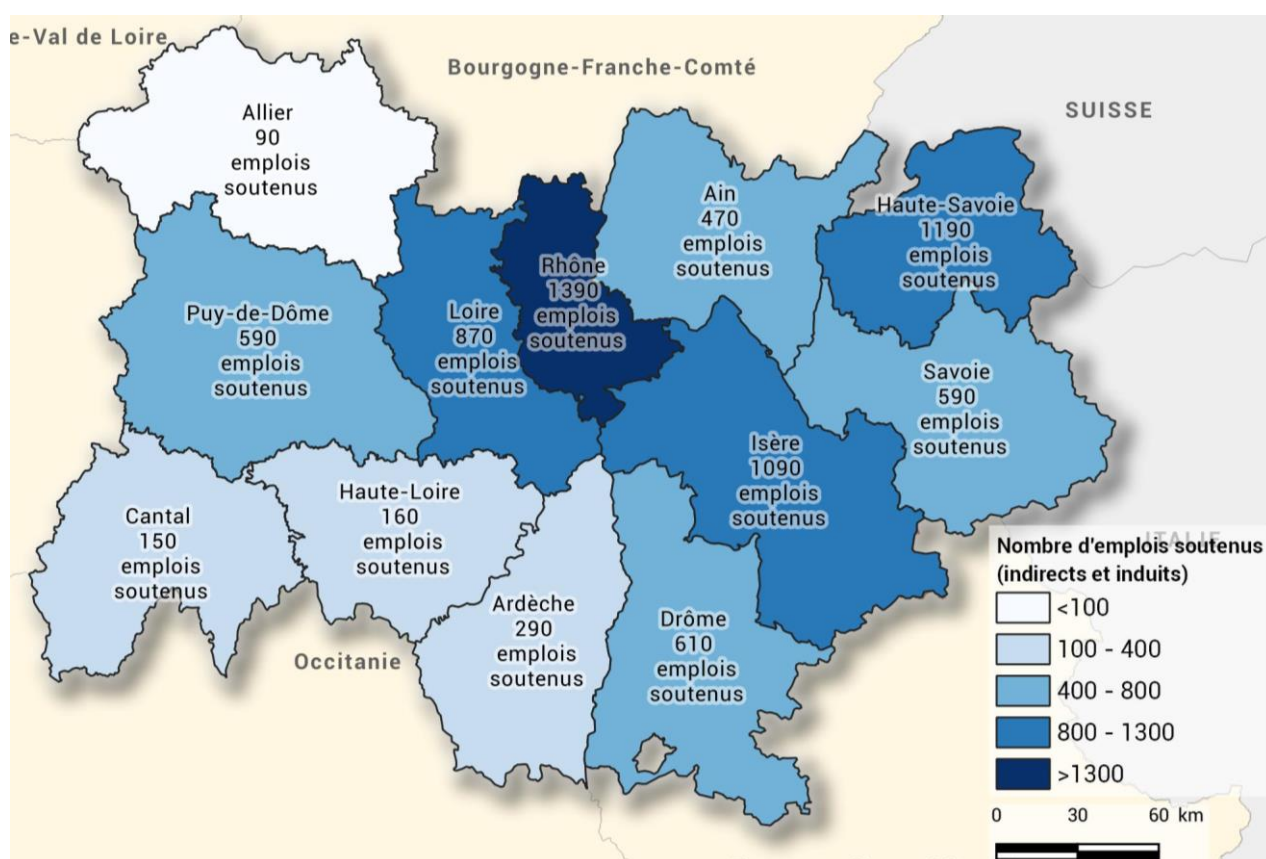 e-Val de Loire
Bourgogne-Franche-Comté
SUISSE
Allier
90
emplois
soutenus
Ain
470
emplois
soutenus
Haute-Savoie
1190
emplois
soutenus
Rhône
1390
emplois
soutenus
Puy-de-Dôme
590
emplois
soutenus
Loire
870
emplois
soutenus
Savoie
590
emplois
soutenus
Isère
1090
emplois
soutenus
Haute-Loire
160
emplois
soutenus
Cantal
150
emplois
soutenus
Ardèche
290
emplois
soutenus
Drôme
610
emplois
soutenus
Occitanie
ITALIE
Nombre d'emplois soutenus
(indirects et induits)
<100
100 - 400
400 - 800
800 - 1300
>1300
0 30 60 km